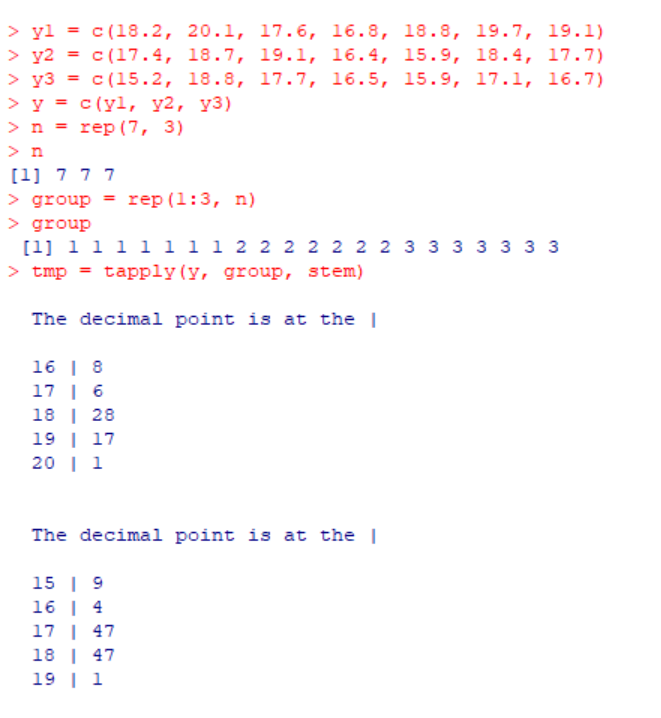 > y1 = c(18.2, 20.1, 17.6, 16.8, 18.8, 19.7, 19.1)
> y2 = c(17.4, 18.7, 19.1, 16.4, 15.9, 18.4, 17.7)
> y3 = c(15.2, 18.8, 17.7, 16.5, 15.9, 17.1, 16.7)
> y = c(y1, y2, y3)
> n = rep(7, 3)
> n
[1] 7 7 7
> group = rep(1:3, n)
> group
 [1] 1 1 1 1 1 1 1 2 2 2 2 2 2 2 3 3 3 3 3 3 3
> tmp = tapply(y, group, stem)

  The decimal point is at the |

  16 | 8
  17 | 6
  18 | 28
  19 | 17
  20 | 1


  The decimal point is at the |

  15 | 9
  16 | 4
  17 | 47
  18 | 47
  19 | 1